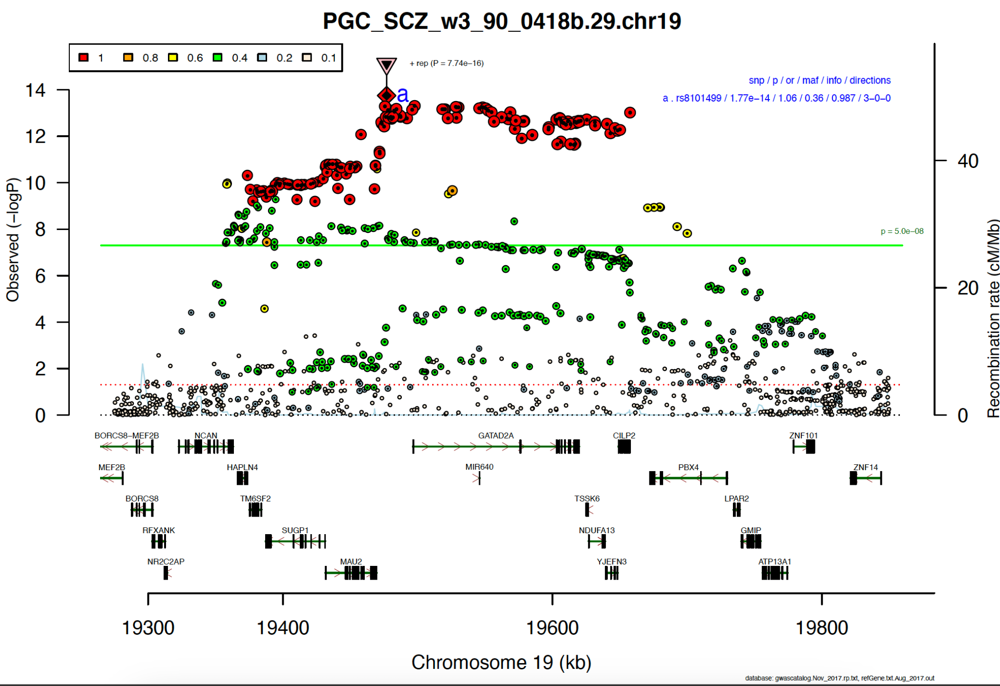 PGC_SCZ_w3_90_0418b.29.chr19
1 0.8 0.6 0.4 0.2 0.1
+ rep (P = 7.74e−16)
snp / p / or / maf / info / directions
a . rs8101499 / 1.77e−14 / 1.06 / 0.36 / 0.987 / 3−0−0
a
p = 5.0e−08
Observed (−logP)
14
12
10
8
6
4
2
0
Recombination rate (cM/Mb)
40
20
0
BORCS8−MEF2B NCAN GATAD2A CILP2 ZNF101
MEF2B HAPLN4 MIR640 PBX4 ZNF14
BORCS8 TM6SF2 TSSK6 LPAR2
RFXANK SUGP1 NDUFA13 GMIP
NR2C2AP MAU2 YJEFN3 ATP13A1
19300 19400 19600 19800
Chromosome 19 (kb)
database: gwascatalog.Nov_2017.rp.txt, refGene.txt.Aug_2017.out